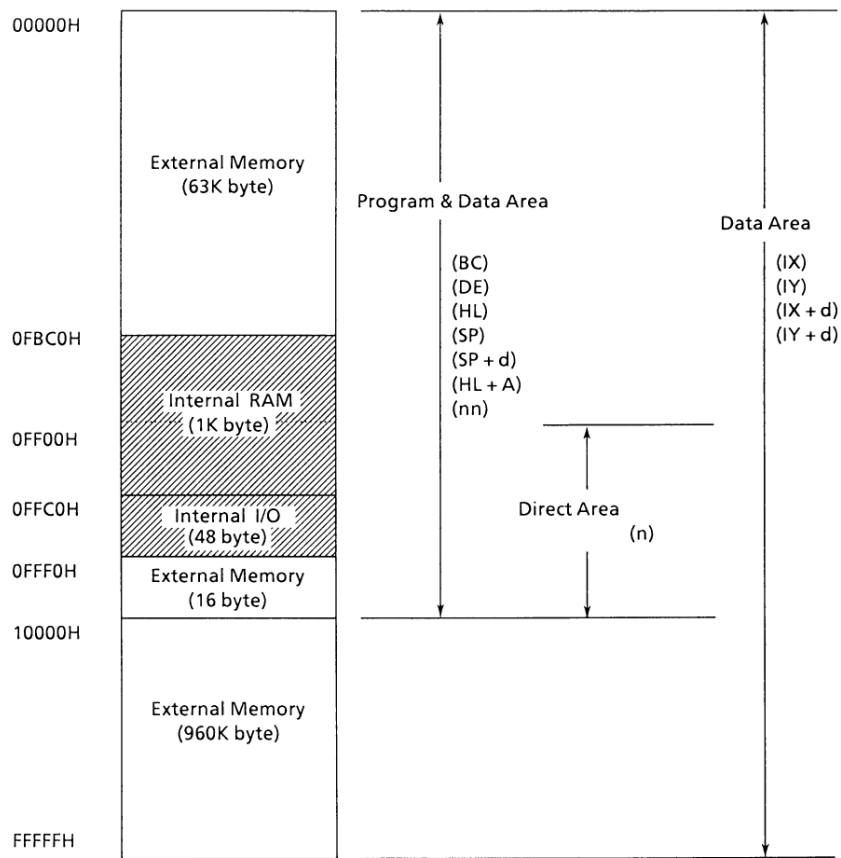 00000H
External Memory
(63K byte)
Program & Data Area
Data Area
(BC)
(DE)
(HL)
(SP)
(SP + d)
(HL + A)
(nn)
(IX)
(IY)
(IX + d)
(IY + d)
0FBC0H
Internal RAM
(1K byte)
0FF00H
0FFC0H
Internal I/O
(48 byte)
Direct Area
(n)
0FFF0H
External Memory
(16 byte)
10000H
External Memory
(960K byte)
FFFFFH